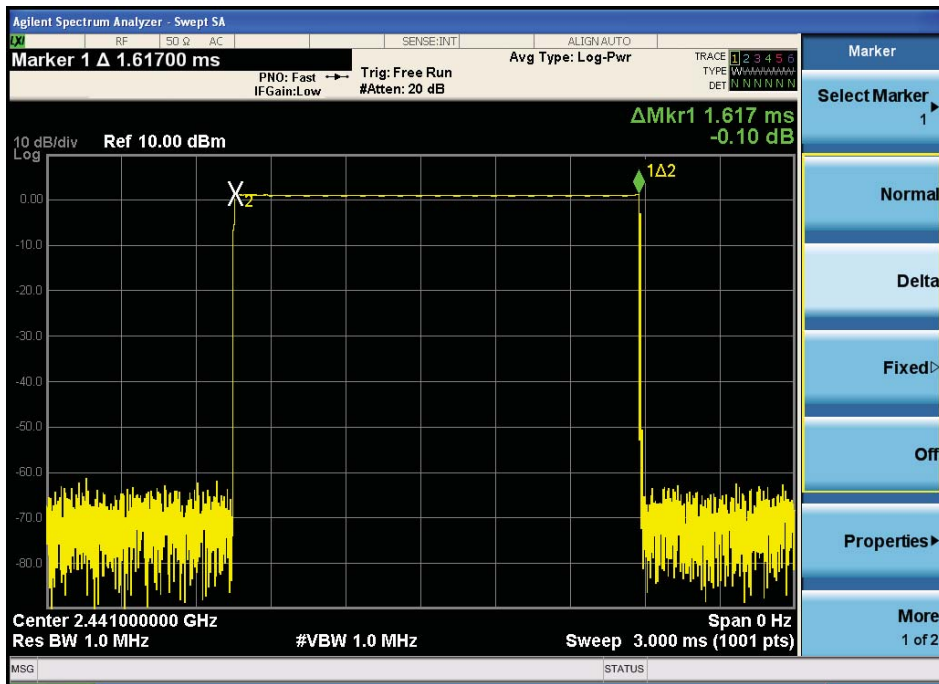 Agilent Spectrum Analyzer - Swept SA
LXI RF 50 Ω AC SENSE:INT ALIGN AUTO
Marker 1 Δ 1.61700 ms
PNO: Fast
IFGain:Low
Trig: Free Run
#Atten: 20 dB
Avg Type: Log-Pwr
TRACE 1 2 3 4 5 6
TYPE WWWWWW
DET N N N N N N
ΔMkr1 1.617 ms
-0.10 dB
10 dB/div Ref 10.00 dBm
Log
1Δ2
X2
0.00
-10.0
-20.0
-30.0
-40.0
-50.0
-60.0
-70.0
-80.0
Center 2.441000000 GHz Span 0 Hz
Res BW 1.0 MHz #VBW 1.0 MHz Sweep 3.000 ms (1001 pts)
MSG STATUS
Marker
Select Marker
1
Normal
Delta
Fixed
Off
Properties
More
1 of 2